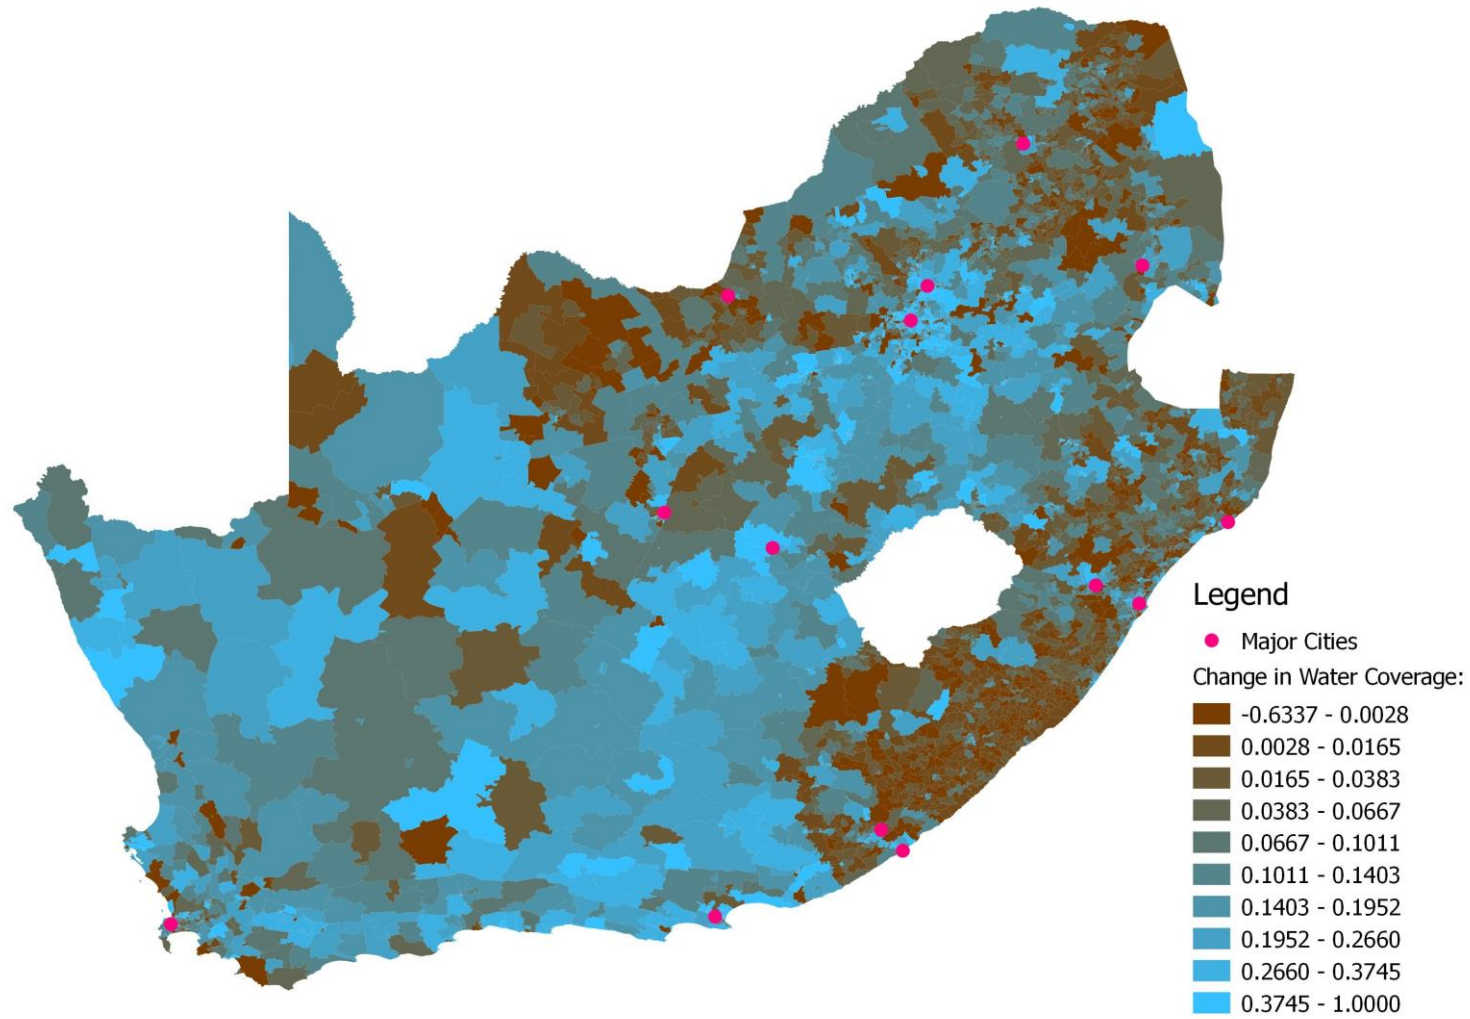 Legend
Major Cities
Change in Water Coverage:
-0.6337 - 0.0028
0.0028 - 0.0165
0.0165 - 0.0383
0.0383 - 0.0667
0.0667 - 0.1011
0.1011 - 0.1403
0.1403 - 0.1952
0.1952 - 0.2660
0.2660 - 0.3745
0.3745 - 1.0000